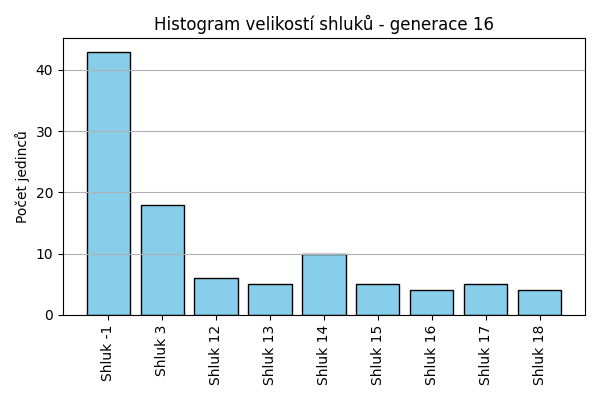 Histogram velikostí shluků - generace 16
Počet jedinců
40
30
20
10
0
Shluk -1
Shluk 3
Shluk 12
Shluk 13
Shluk 14
Shluk 15
Shluk 16
Shluk 17
Shluk 18